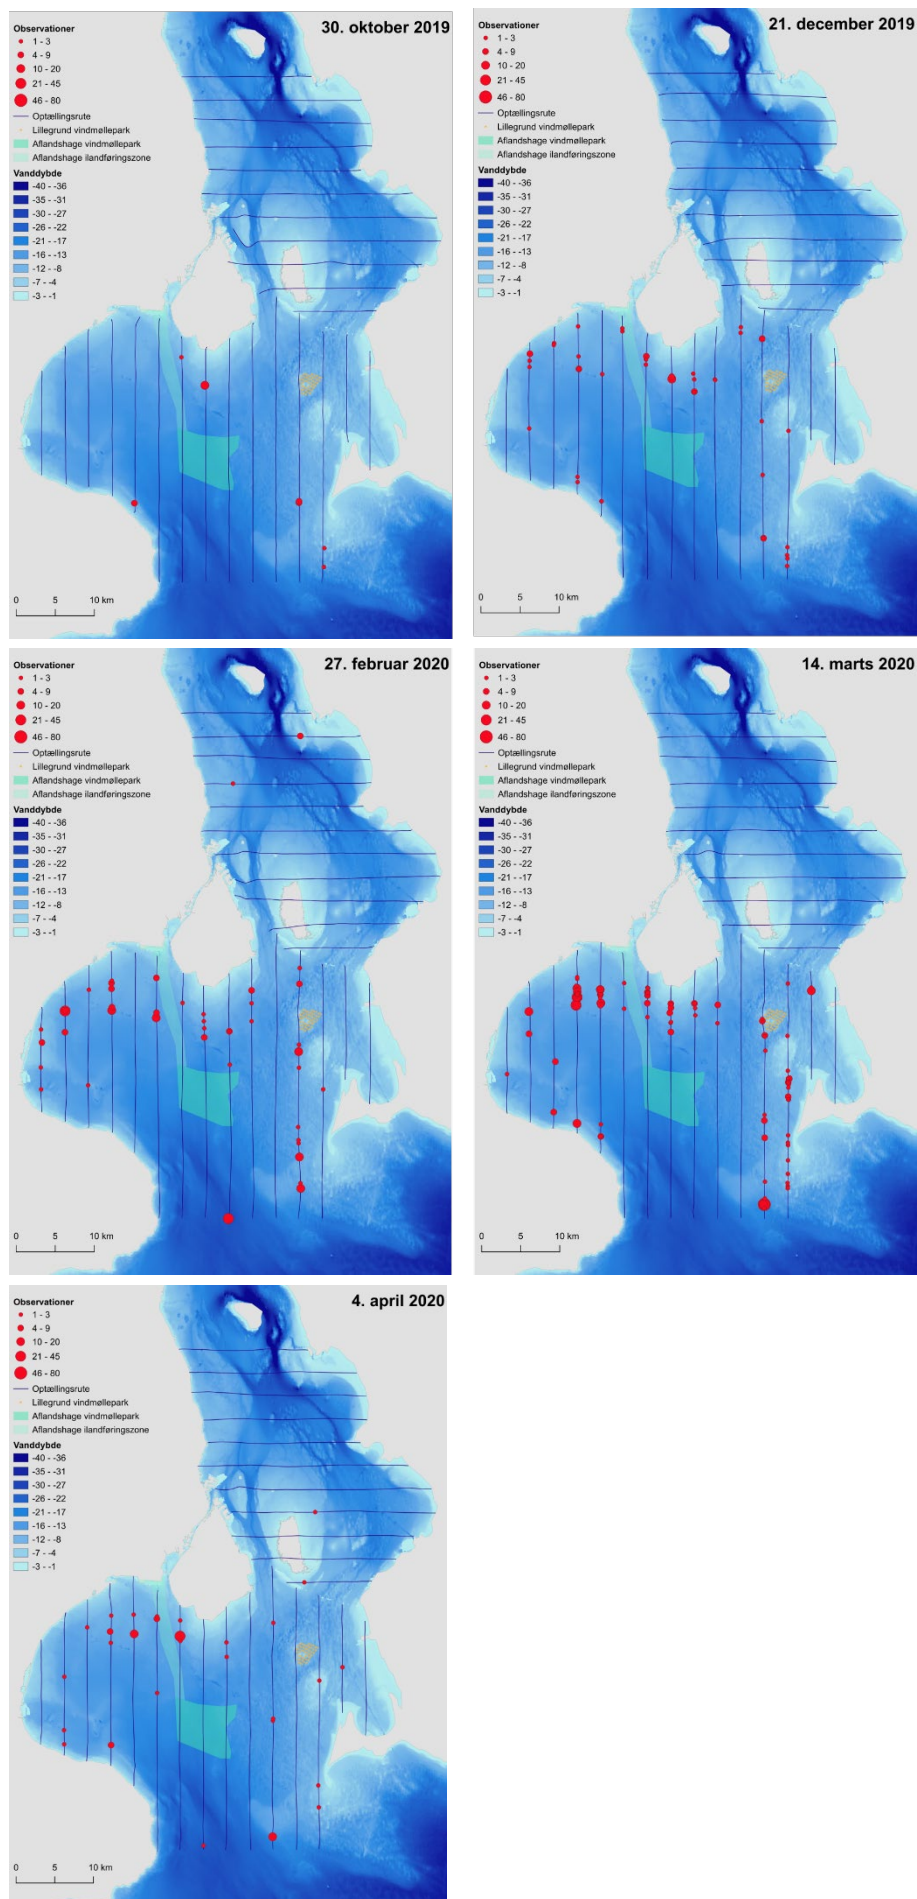 30. oktober 2019
Observationer
1 - 3
4 - 9
10 - 20
21 - 45
46 - 80
Optællingsrute
Lillegrund vindmøllepark
Aflandshage vindmøllepark
Aflandshage ilandføringszone
Vanddybde
-40 - -36
-35 - -31
-30 - -27
-26 - -22
-21 - -17
-16 - -13
-12 - -8
-7 - -4
-3 - -1
0 5 10 km
21. december 2019
Observationer
1 - 3
4 - 9
10 - 20
21 - 45
46 - 80
Optællingsrute
Lillegrund vindmøllepark
Aflandshage vindmøllepark
Aflandshage ilandføringszone
Vanddybde
-40 - -36
-35 - -31
-30 - -27
-26 - -22
-21 - -17
-16 - -13
-12 - -8
-7 - -4
-3 - -1
0 5 10 km
27. februar 2020
Observationer
1 - 3
4 - 9
10 - 20
21 - 45
46 - 80
Optællingsrute
Lillegrund vindmøllepark
Aflandshage vindmøllepark
Aflandshage ilandføringszone
Vanddybde
-40 - -36
-35 - -31
-30 - -27
-26 - -22
-21 - -17
-16 - -13
-12 - -8
-7 - -4
-3 - -1
0 5 10 km
14. marts 2020
Observationer
1 - 3
4 - 9
10 - 20
21 - 45
46 - 80
Optællingsrute
Lillegrund vindmøllepark
Aflandshage vindmøllepark
Aflandshage ilandføringszone
Vanddybde
-40 - -36
-35 - -31
-30 - -27
-26 - -22
-21 - -17
-16 - -13
-12 - -8
-7 - -4
-3 - -1
0 5 10 km
4. april 2020
Observationer
1 - 3
4 - 9
10 - 20
21 - 45
46 - 80
Optællingsrute
Lillegrund vindmøllepark
Aflandshage vindmøllepark
Aflandshage ilandføringszone
Vanddybde
-40 - -36
-35 - -31
-30 - -27
-26 - -22
-21 - -17
-16 - -13
-12 - -8
-7 - -4
-3 - -1
0 5 10 km